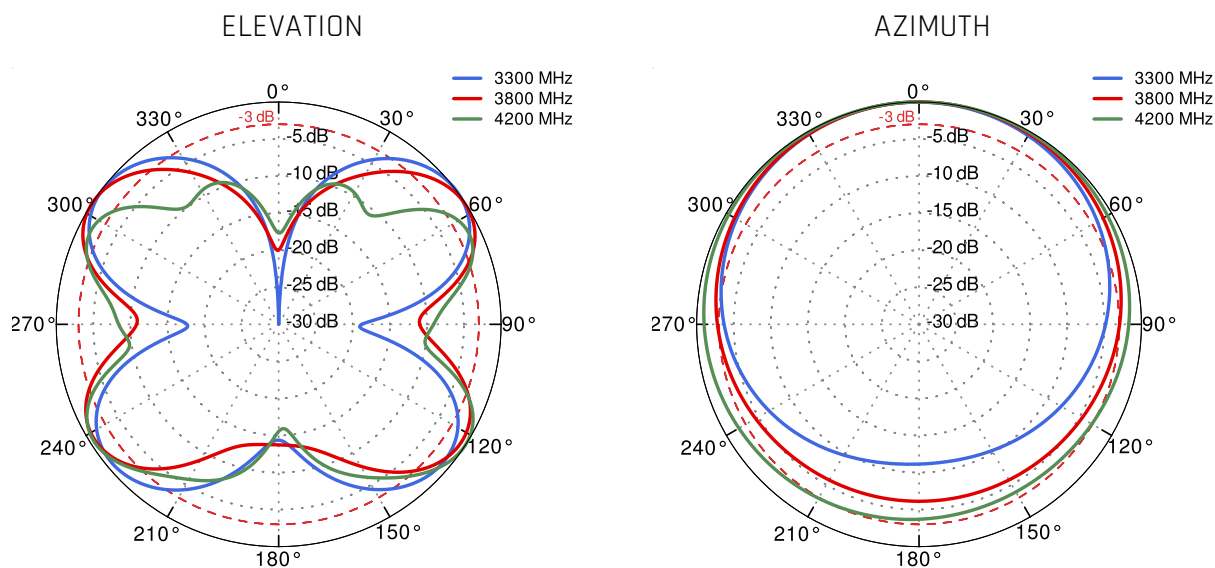 ELEVATION
3300 MHz
3800 MHz
4200 MHz
0°
330°
30°
-3 dB
-5 dB
-10 dB
300°
60°
-15 dB
-20 dB
-25 dB
270°
-30 dB
90°
240°
120°
210°
150°
180°
AZIMUTH
3300 MHz
3800 MHz
4200 MHz
0°
330°
30°
-3 dB
-5 dB
-10 dB
300°
60°
-15 dB
-20 dB
-25 dB
270°
-30 dB
90°
240°
120°
210°
150°
180°